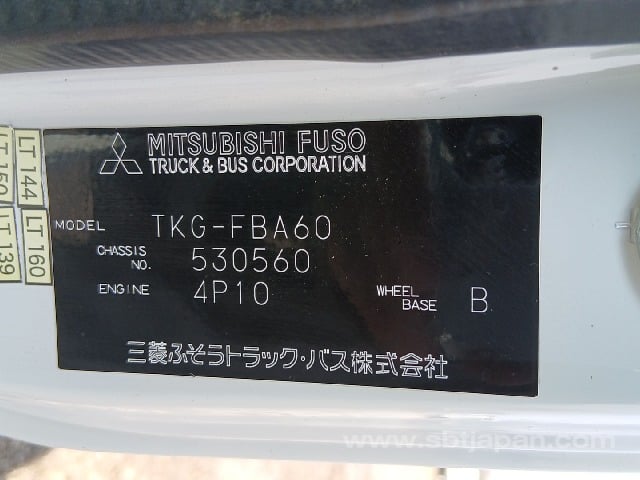 MITSUBISHI FUSO
TRUCK & BUS CORPORATION
LT 150
LT 144
LT 139
LT 160
MODEL TKG-FBA60
CHASSIS NO. 530560
ENGINE 4P10
WHEEL BASE B
三菱ふそうトラック・バス株式会社
www.sbtjapan.com